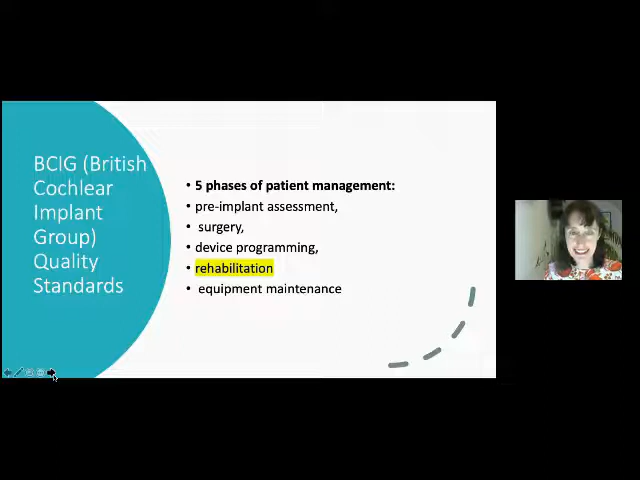 BCIG (British
Cochlear
Implant
Group)
Quality
Standards
• 5 phases of patient management:
• pre-implant assessment,
• surgery,
• device programming,
• rehabilitation
• equipment maintenance